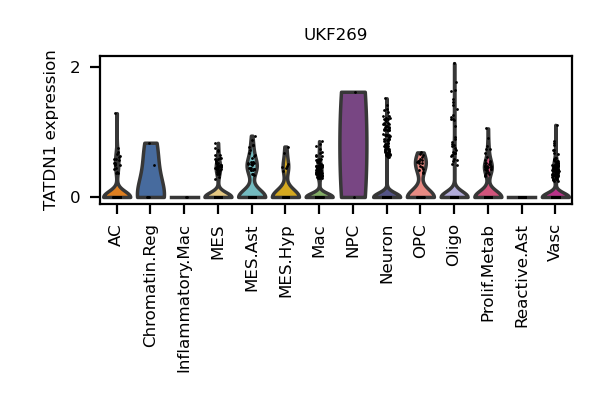 UKF269
TATDN1 expression
2
0
AC
Chromatin.Reg
Inflammatory.Mac
MES
MES.Ast
MES.Hyp
Mac
NPC
Neuron
OPC
Oligo
Prolif.Metab
Reactive.Ast
Vasc